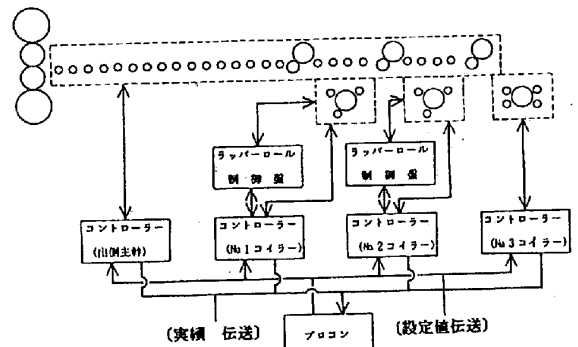 ラッパーロール
制御盤
ラッパーロール
制御盤
コントローラー
コントローラー
(No1コイラー)
コントローラー
(No2コイラー)
コントローラー
(No3コイラー)
〔実績 伝送〕
プロコン
〔設定値伝送〕